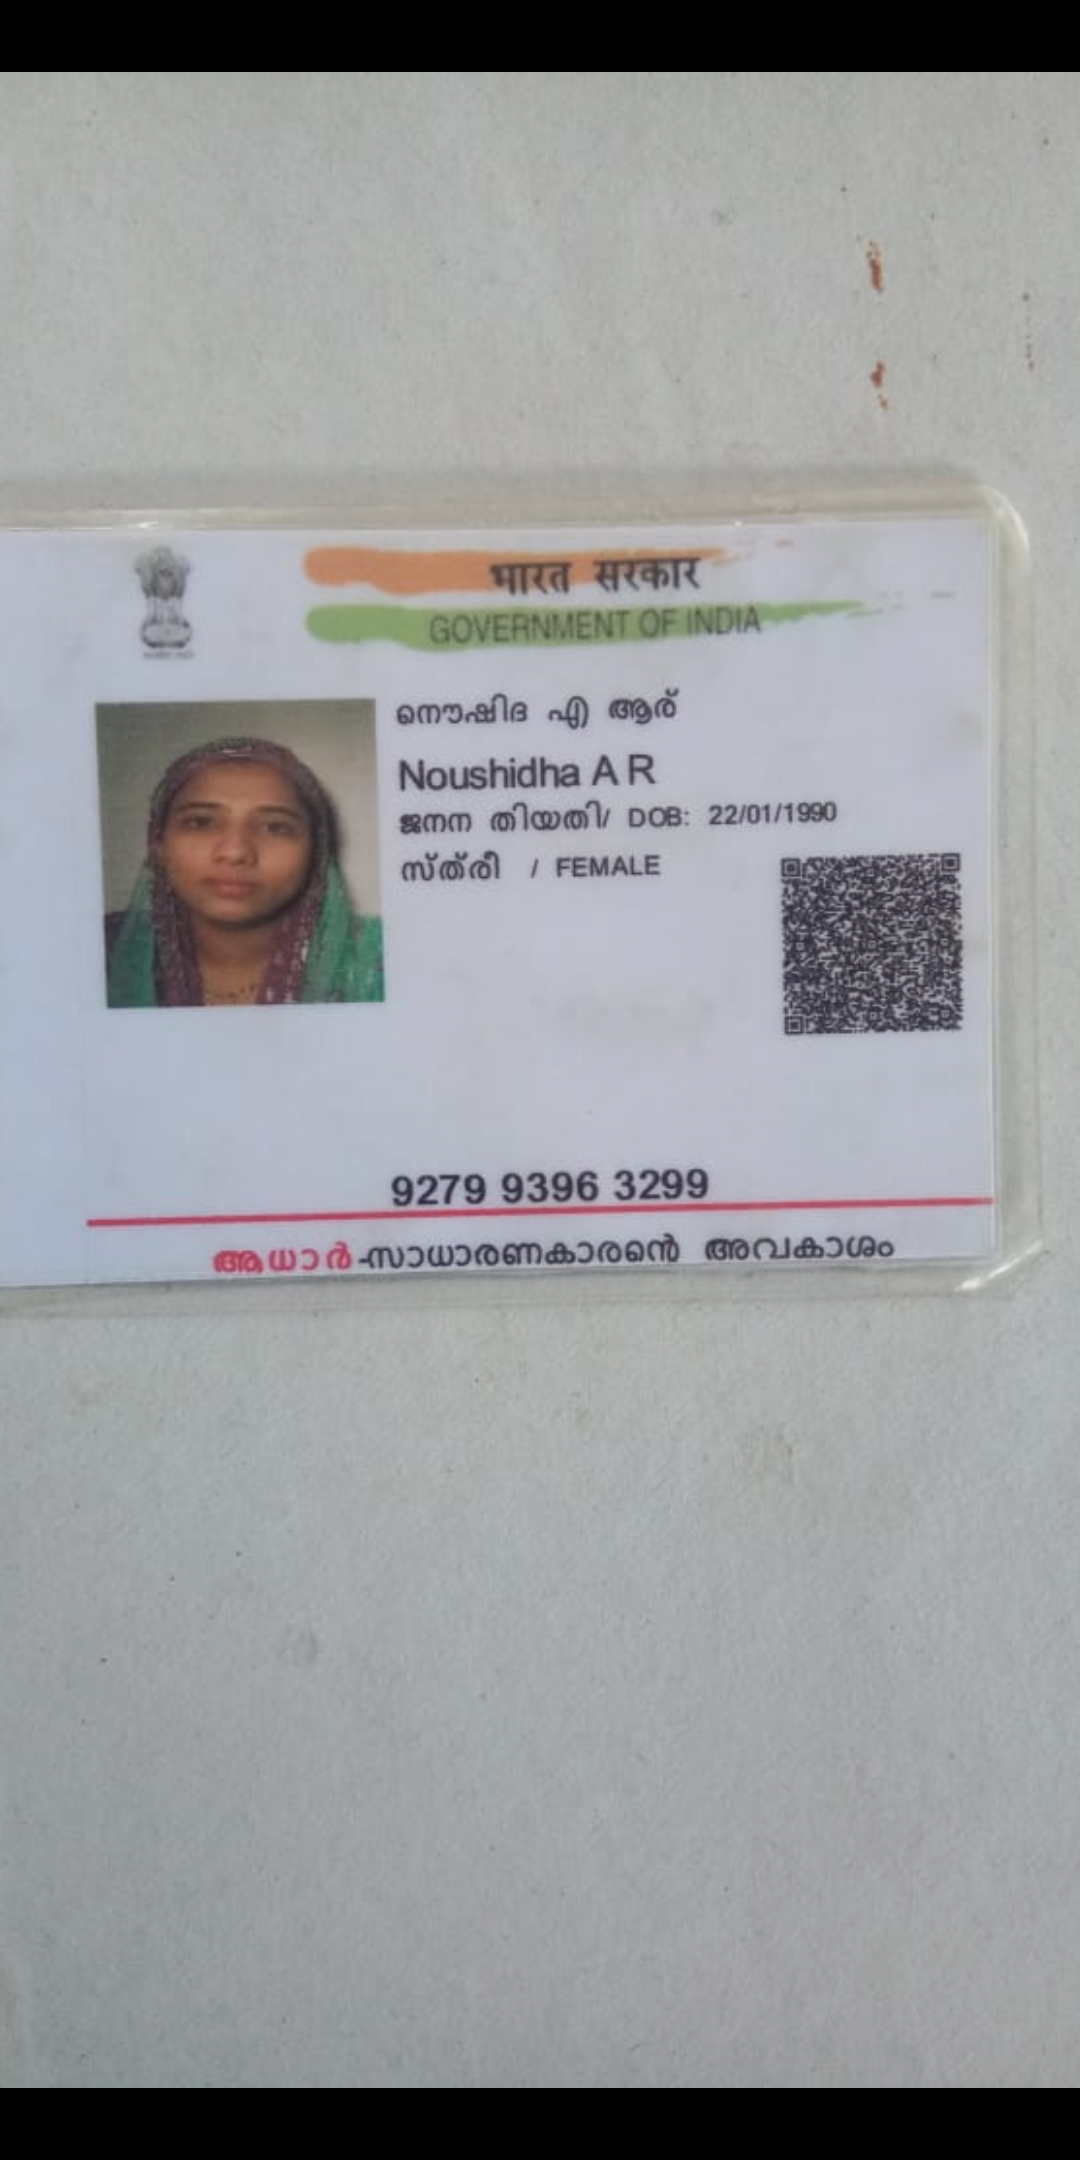 भारत सरकार
GOVERNMENT OF INDIA
നൌഷിദ എ ആര്
Noushidha A R
ജനന തിയതി/ DOB: 22/01/1990
സ്ത്രീ / FEMALE
9279 9396 3299
ആധാർ-സാധാരണകാരന്റെ അവകാശം